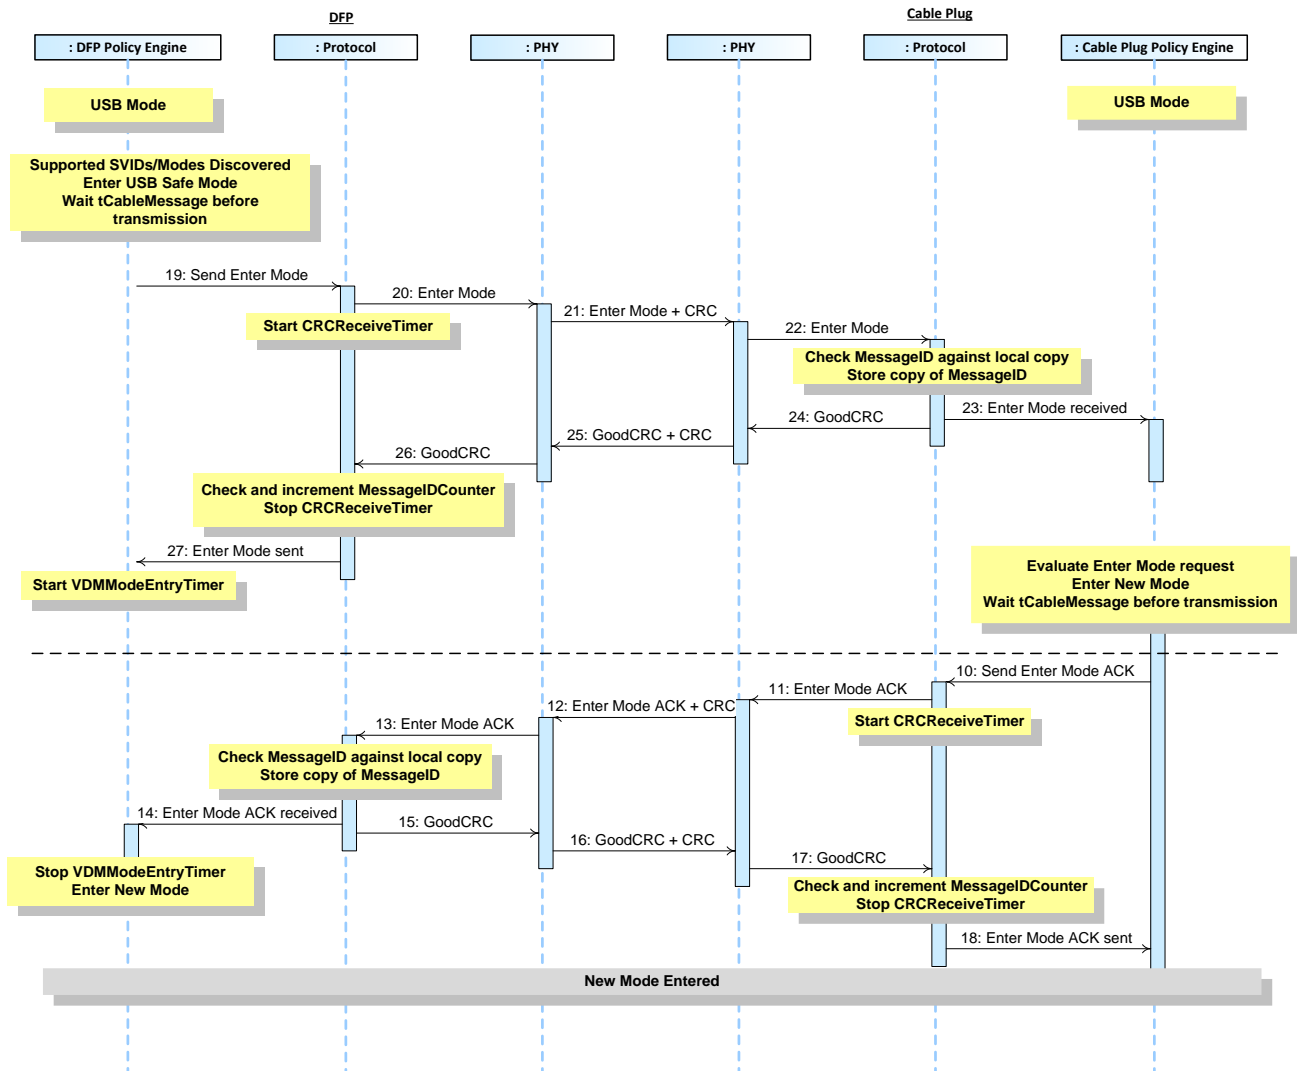 DFP
Cable Plug
: DFP Policy Engine
: Protocol
: PHY
: PHY
: Protocol
: Cable Plug Policy Engine
USB Mode
USB Mode
Supported SVIDs/Modes Discovered
Enter USB Safe Mode
Wait tCableMessage before
transmission
19: Send Enter Mode
20: Enter Mode
Start CRCReceiveTimer
21: Enter Mode + CRC
22: Enter Mode
Check MessageID against local copy
Store copy of MessageID
23: Enter Mode received
24: GoodCRC
25: GoodCRC + CRC
26: GoodCRC
Check and increment MessageIDCounter
Stop CRCReceiveTimer
27: Enter Mode sent
Start VDMModeEntryTimer
Evaluate Enter Mode request
Enter New Mode
Wait tCableMessage before transmission
10: Send Enter Mode ACK
11: Enter Mode ACK
Start CRCReceiveTimer
12: Enter Mode ACK + CRC
13: Enter Mode ACK
Check MessageID against local copy
Store copy of MessageID
14: Enter Mode ACK received
15: GoodCRC
16: GoodCRC + CRC
17: GoodCRC
Stop VDMModeEntryTimer
Enter New Mode
Check and increment MessageIDCounter
Stop CRCReceiveTimer
18: Enter Mode ACK sent
New Mode Entered